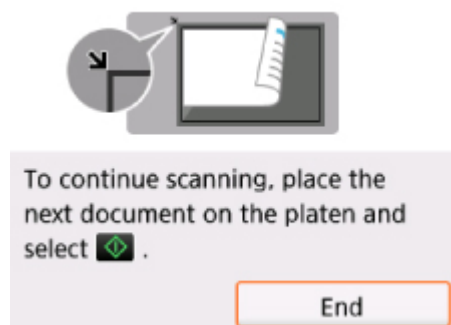 To continue scanning, place the
next document on the platen and
select .
End